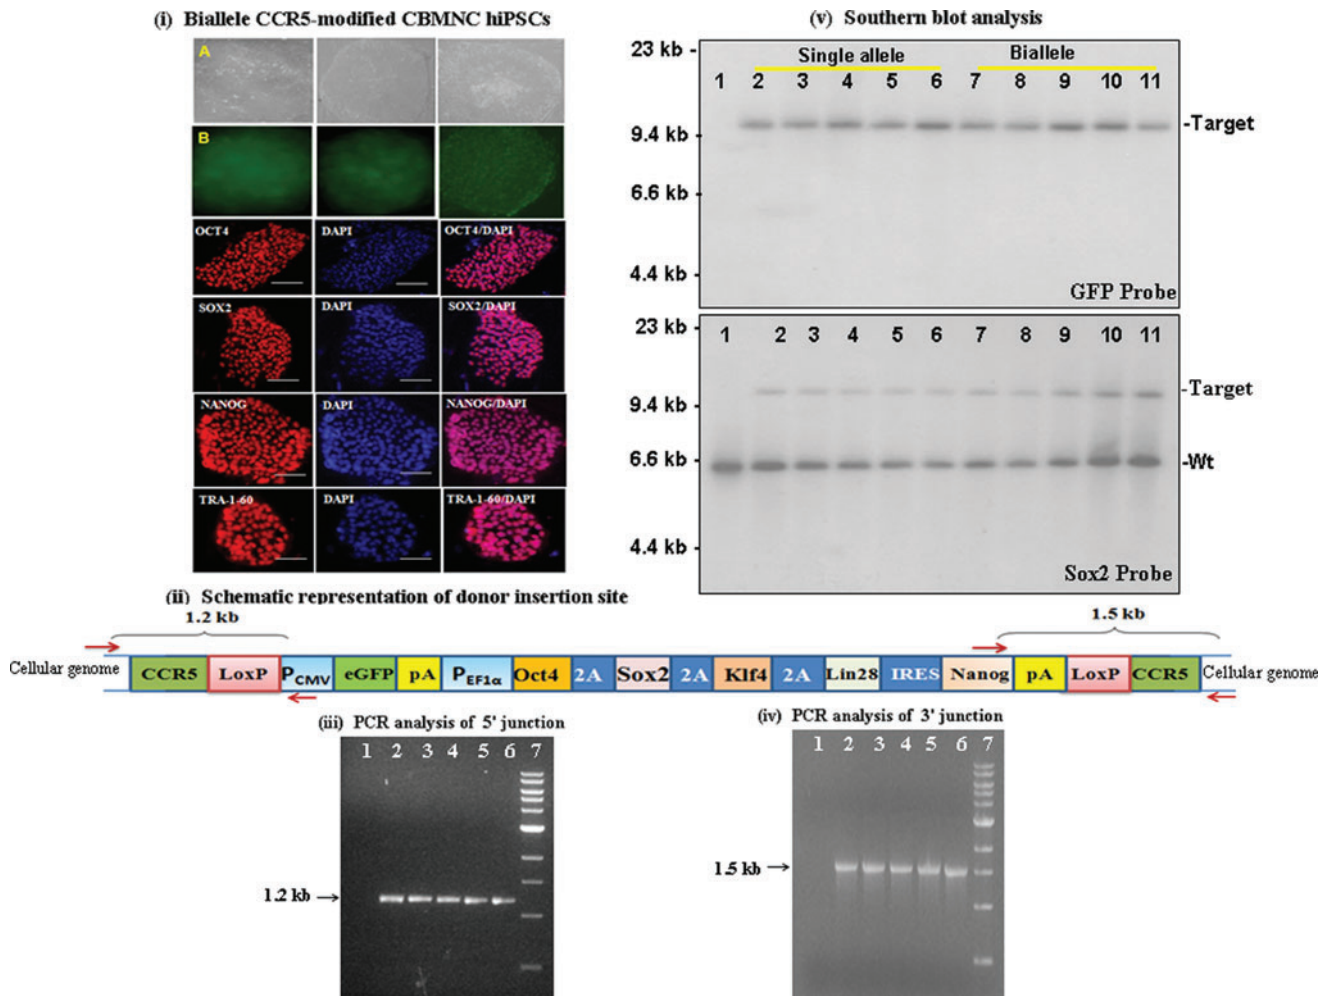 (i) Biallele CCR5-modified CBMNC hiPSCs
A
B
OCT4 DAPI OCT4/DAPI
SOX2 DAPI SOX2/DAPI
NANOG DAPI NANOG/DAPI
TRA-1-60 DAPI TRA-1-60/DAPI
(v) Southern blot analysis
23 kb -
Single allele Biallele
1 2 3 4 5 6 7 8 9 10 11
-Target
9.4 kb -
6.6 kb -
4.4 kb -
GFP Probe
23 kb -
1 2 3 4 5 6 7 8 9 10 11
-Target
9.4 kb -
6.6 kb -
-Wt
4.4 kb -
Sox2 Probe
(ii) Schematic representation of donor insertion site
1.2 kb 1.5 kb
Cellular genome CCR5 LoxP PCMV eGFP pA PEF1α Oct4 2A Sox2 2A Klf4 2A Lin28 IRES Nanog pA LoxP CCR5 Cellular genome
(iii) PCR analysis of 5' junction
1 2 3 4 5 6 7
1.2 kb
(iv) PCR analysis of 3' junction
1 2 3 4 5 6 7
1.5 kb